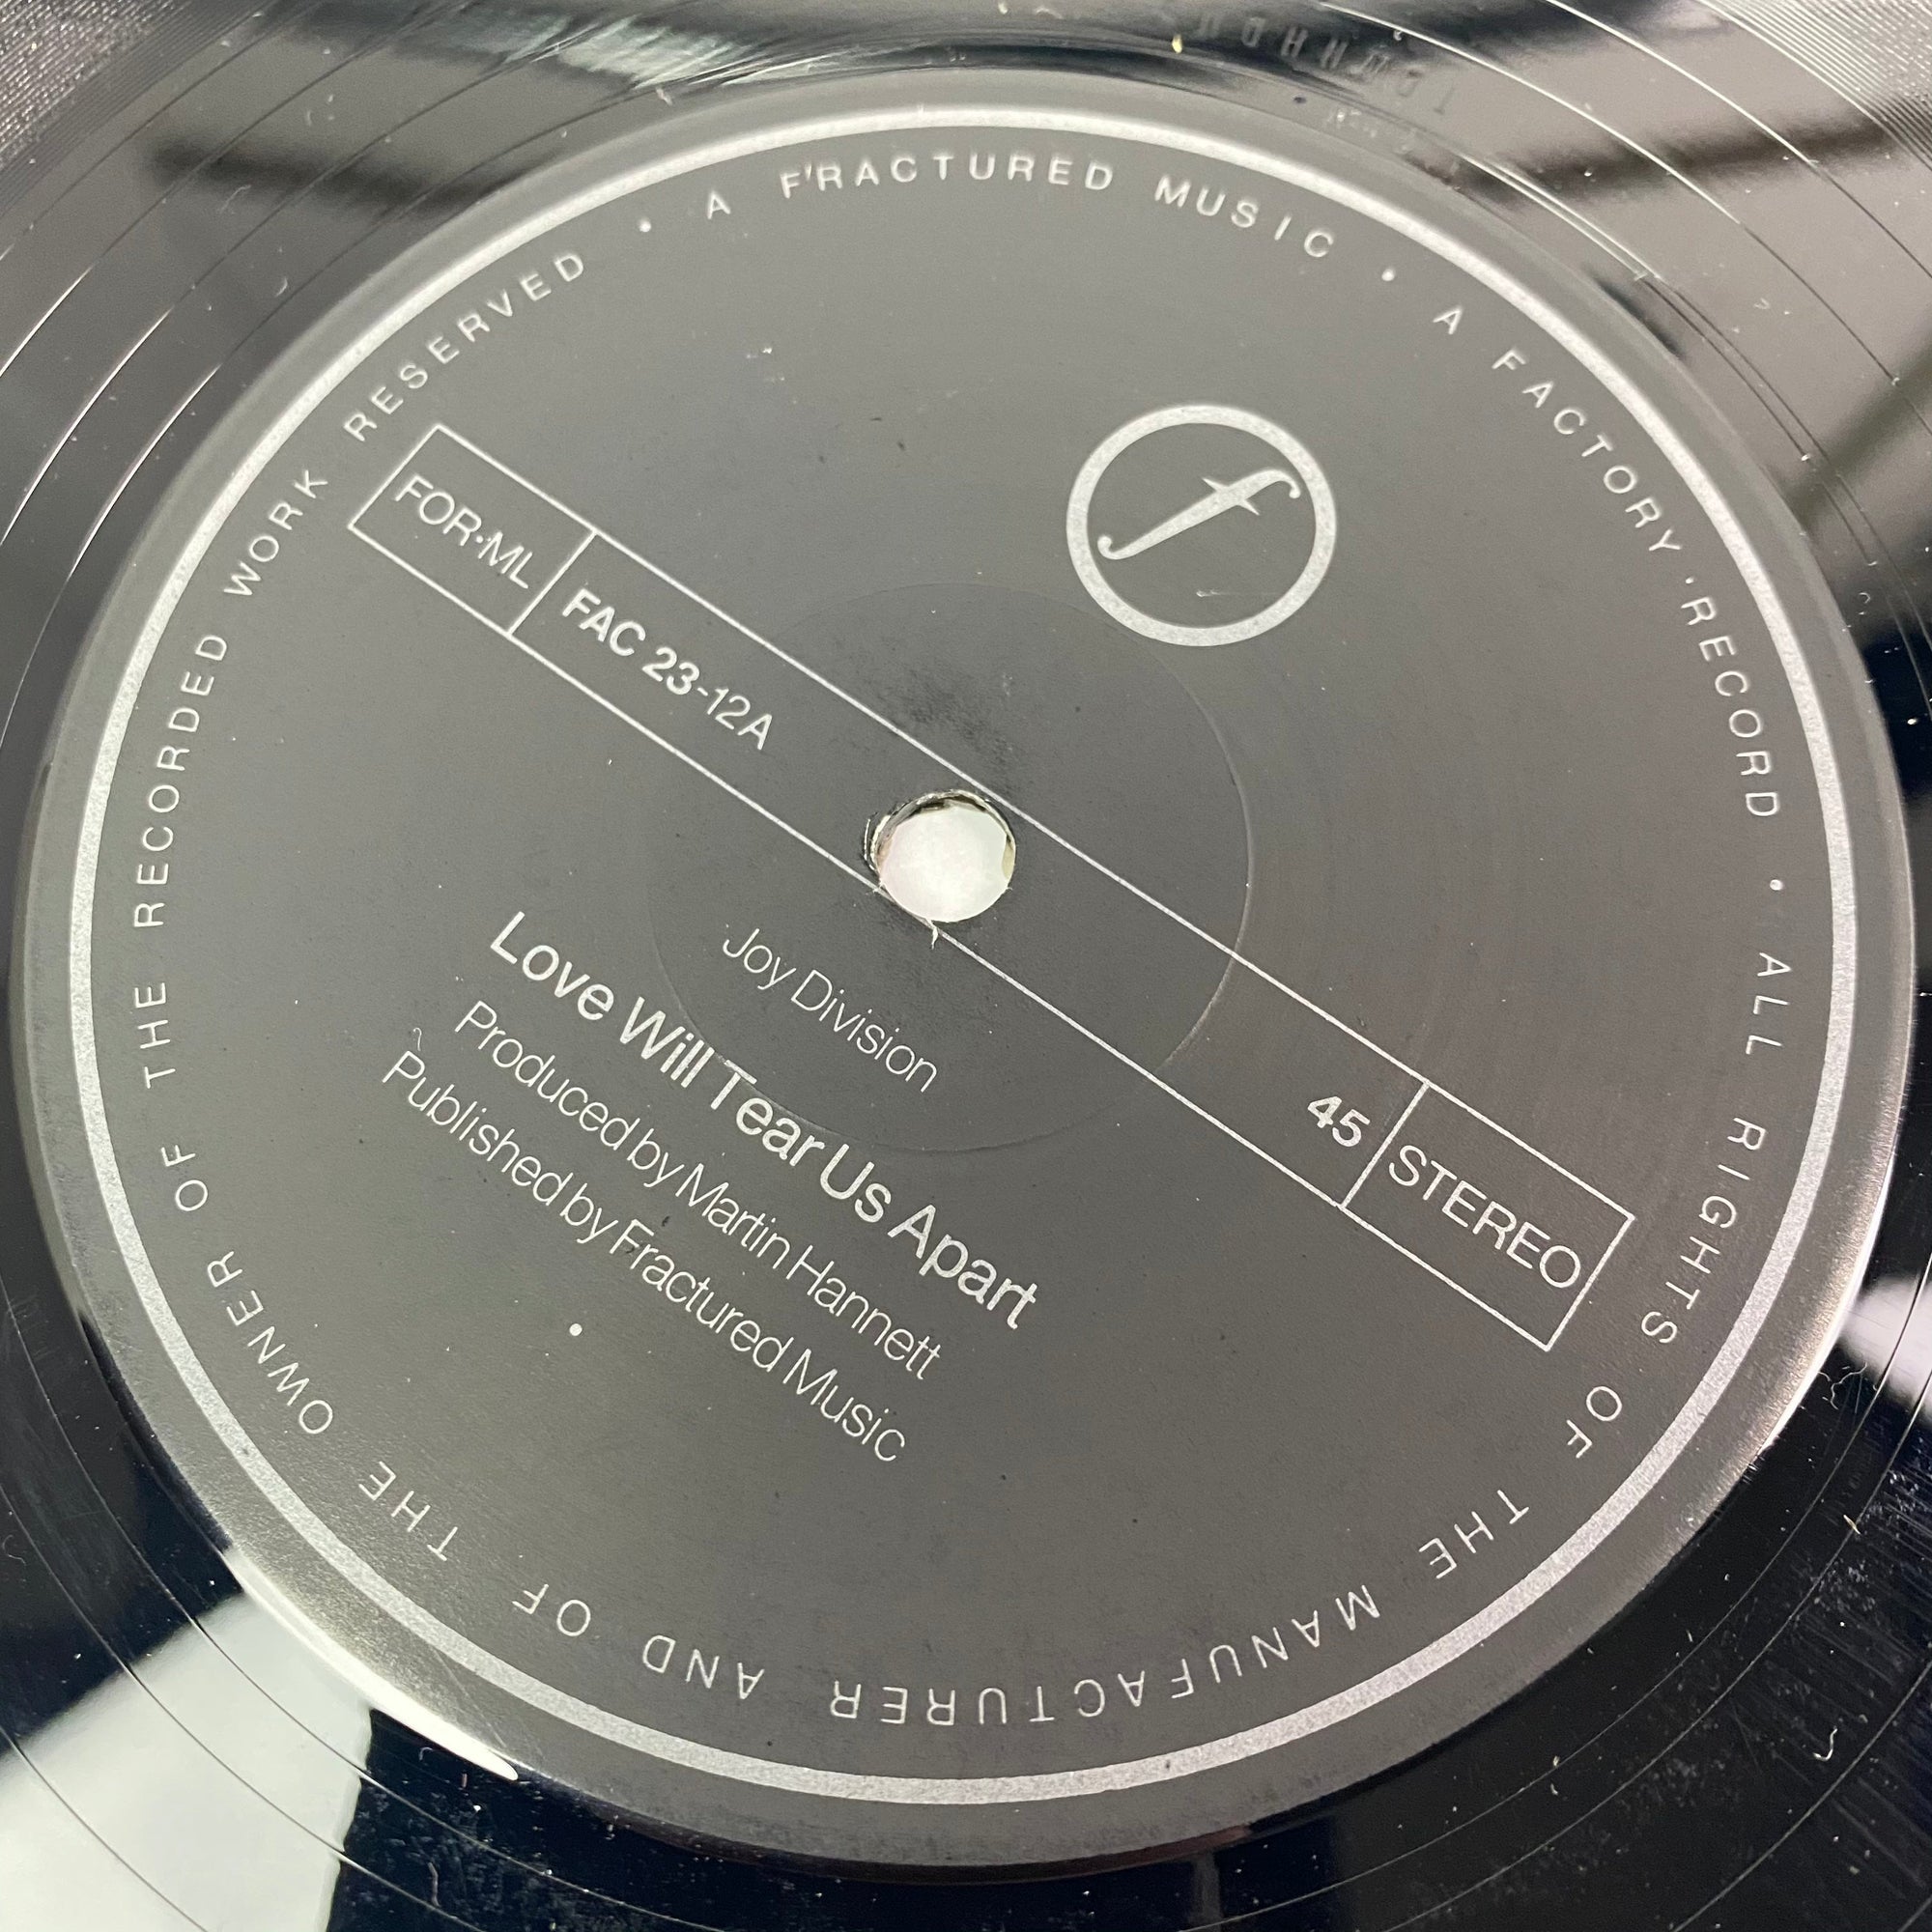 A FRACTURED MUSIC · A FACTORY RECORD · ALL RIGHTS OF THE MANUFACTURER AND OF THE OWNER OF THE RECORDED WORK RESERVED ·
f
FOR·ML FAC 23-12A 45 STEREO
Joy Division
Love Will Tear Us Apart
Produced by Martin Hannett
Published by Fractured Music